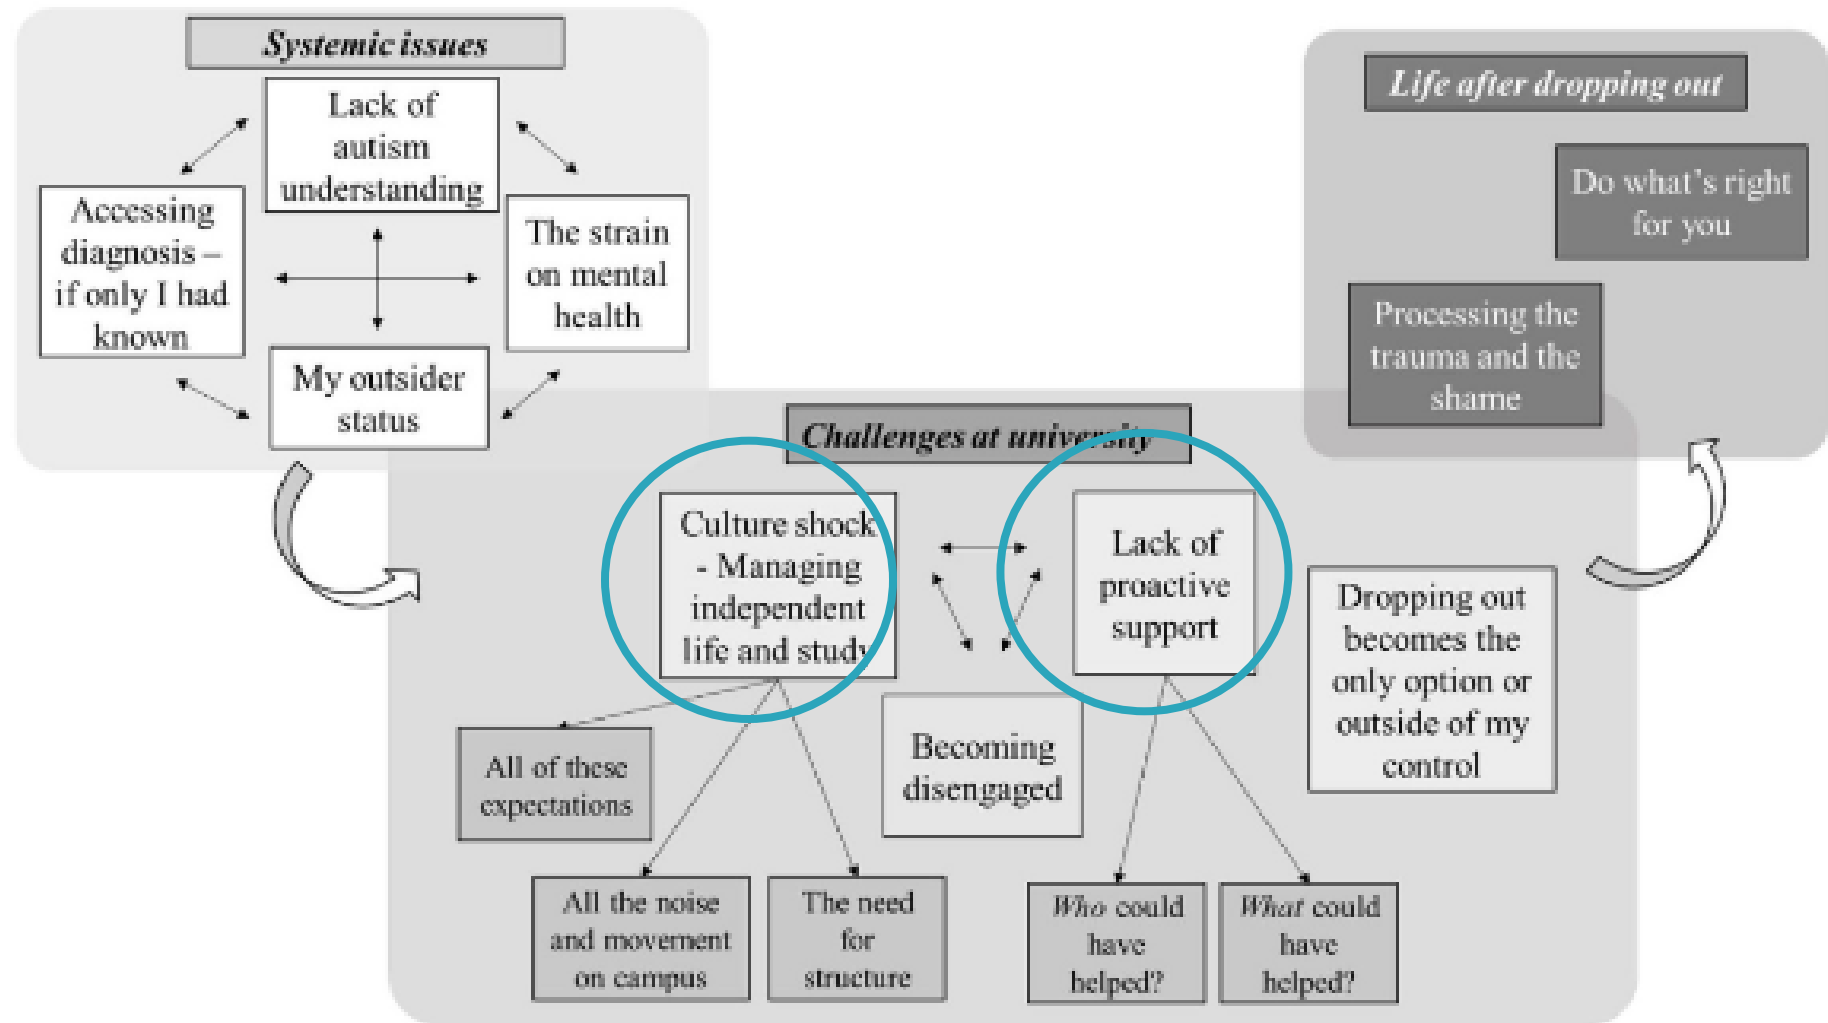 Systemic issues
Lack of
autism
understanding
Accessing
diagnosis –
if only I had
known
The strain
on mental
health
My outsider
status
Life after dropping out
Do what's right
for you
Processing the
trauma and the
shame
Challenges at university
Culture shock
- Managing
independent
life and study
Lack of
proactive
support
Becoming
disengaged
Dropping out
becomes the
only option or
outside of my
control
All of these
expectations
All the noise
and movement
on campus
The need
for
structure
Who could
have
helped?
What could
have
helped?